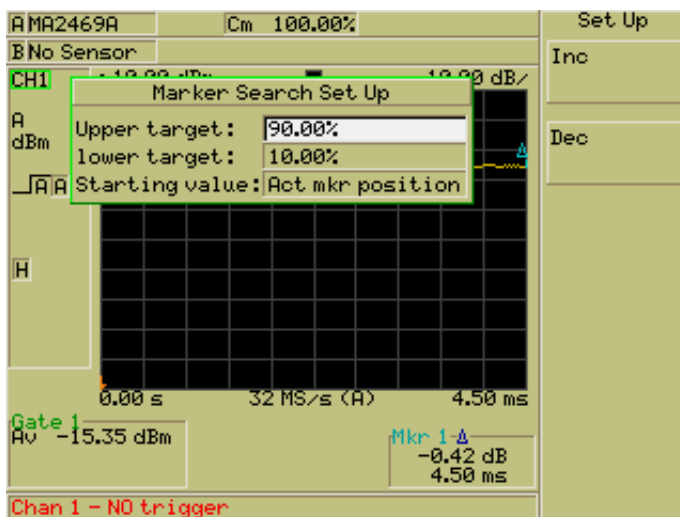 A MA2469A Cm 100.00% Set Up
B No Sensor
Inc
CH1 10.00 dB/
Marker Search Set Up
A
dBm
Upper target: 90.00%
lower target: 10.00%
Starting value: Act mkr position
Dec
A A
H
0.00 s 32 MS/s (A) 4.50 ms
Gate 1
Av -15.35 dBm
Mkr 1-Δ
-0.42 dB
4.50 ms
Chan 1 - NO trigger